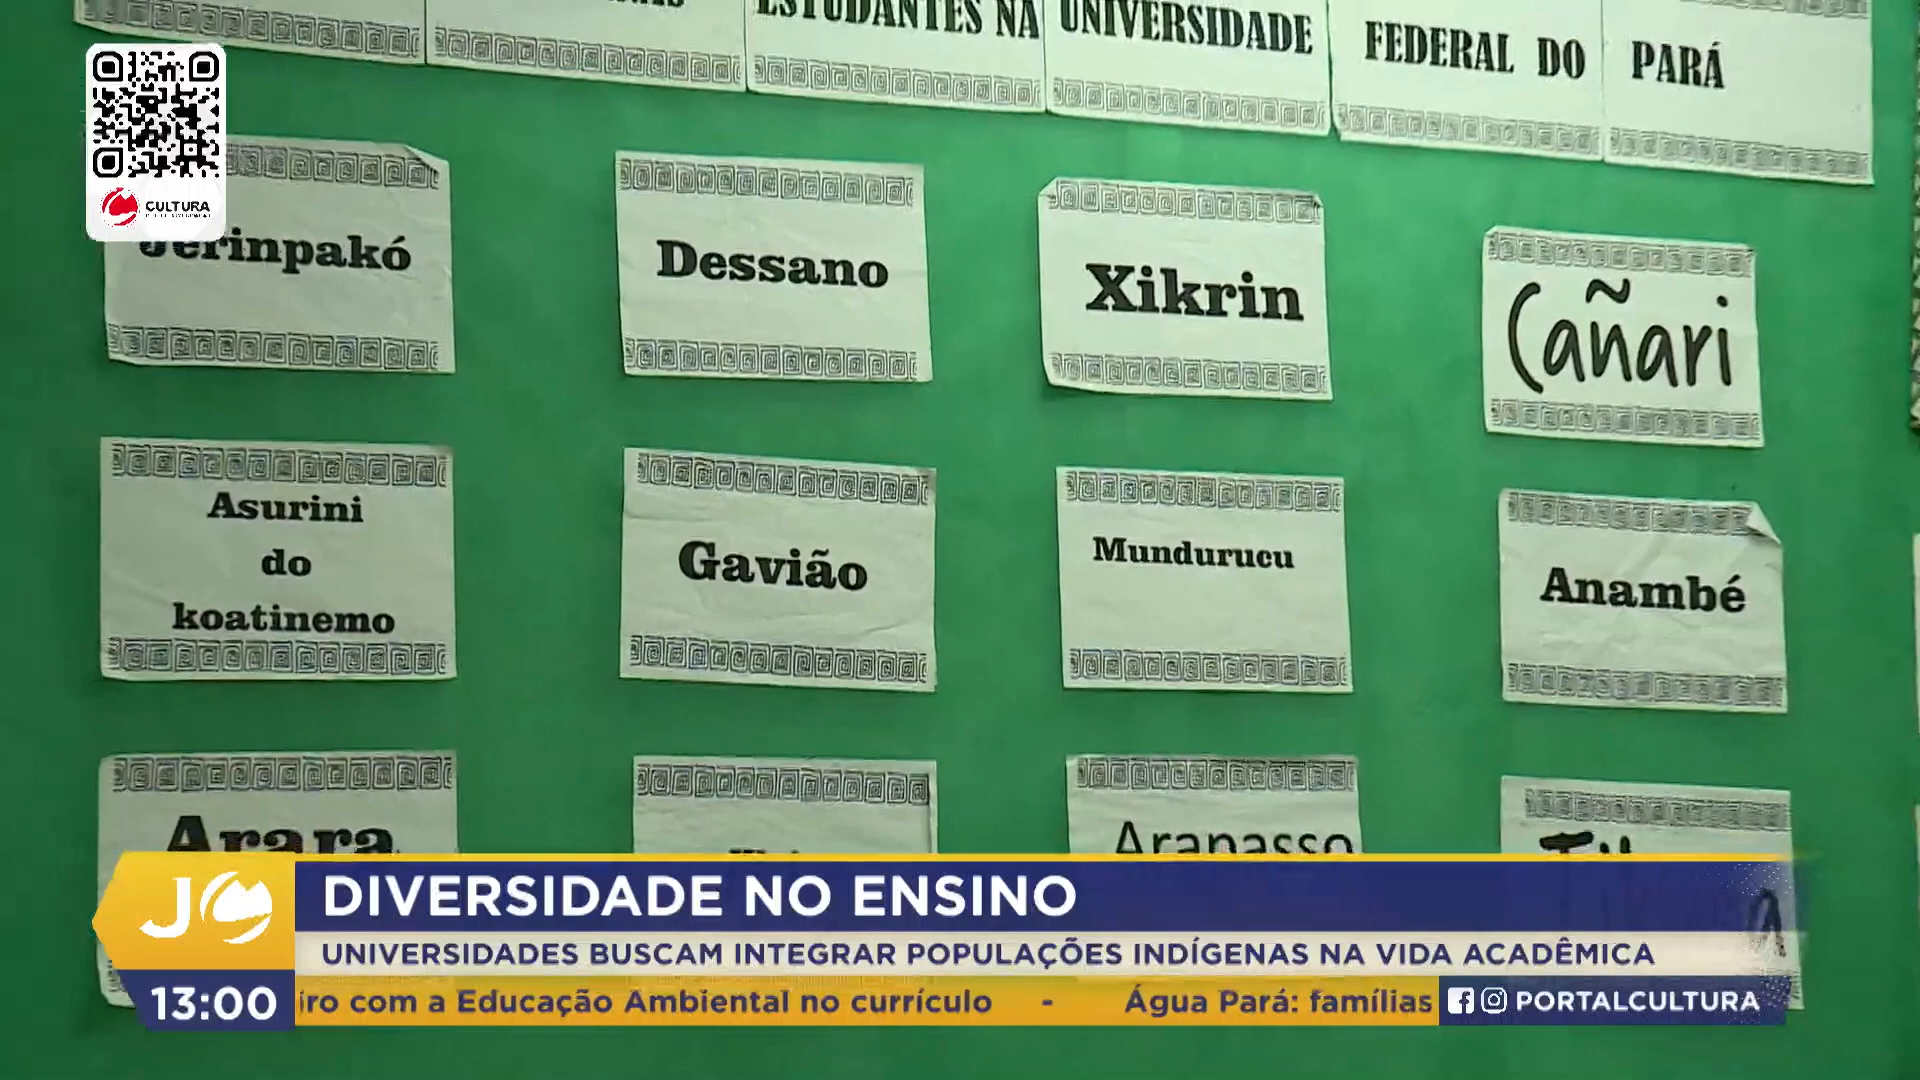 ESTUDANTES NA UNIVERSIDADE FEDERAL DO PARÁ
CULTURA
Jerinpakó
Dessano
Xikrin
Cañari
Asurini
do
koatinemo
Gavião
Mundurucu
Anambé
Arara
Arapasso
JC
DIVERSIDADE NO ENSINO
UNIVERSIDADES BUSCAM INTEGRAR POPULAÇÕES INDÍGENAS NA VIDA ACADÊMICA
13:00
iro com a Educação Ambiental no currículo - Água Pará: famílias
PORTALCULTURA